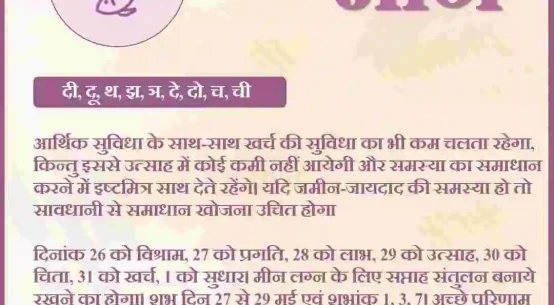 दी, दू, थ, झ, ञ, दे, दो, च, ची
आर्थिक सुविधा के साथ-साथ खर्च की सुविधा का भी कम चलता रहेगा,
किन्तु इससे उत्साह में कोई कमी नहीं आयेगी और समस्या का समाधान
करने में इष्टमित्र साथ देते रहेंगे। यदि जमीन-जायदाद की समस्या हो तो
सावधानी से समाधान खोजना उचित होगा
दिनांक 26 को विश्राम, 27 को प्रगति, 28 को लाभ, 29 को उत्साह, 30 को
चिंता, 31 को खर्च, 1 को सुधार। मीन लग्न के लिए सप्ताह संतुलन बनाये
रखने का होगा। शुभ दिन 27 से 29 मई एवं शुभांक 1, 3, 7। अच्छे परिणाम